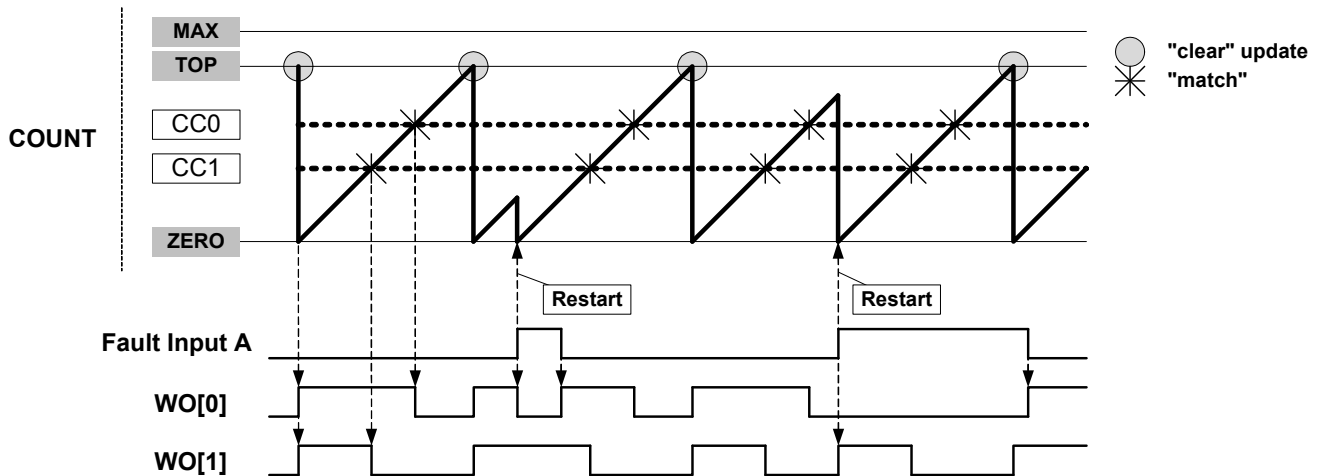 MAX
TOP
CC0
COUNT
CC1
ZERO
"clear" update
"match"
Restart
Restart
Fault Input A
WO[0]
WO[1]